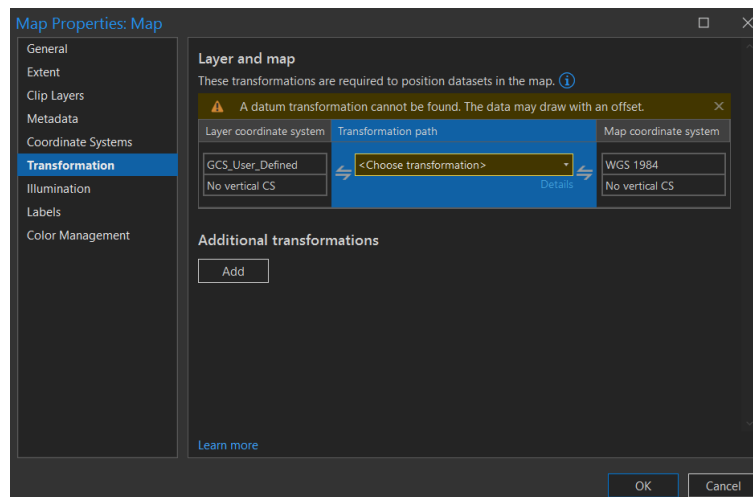 Map Properties: Map
General
Extent
Clip Layers
Metadata
Coordinate Systems
Transformation
Illumination
Labels
Color Management
Layer and map
These transformations are required to position datasets in the map.
A datum transformation cannot be found. The data may draw with an offset.
Layer coordinate system Transformation path Map coordinate system
GCS_User_Defined <Choose transformation> WGS 1984
No vertical CS Details No vertical CS
Additional transformations
Add
Learn more
OK Cancel